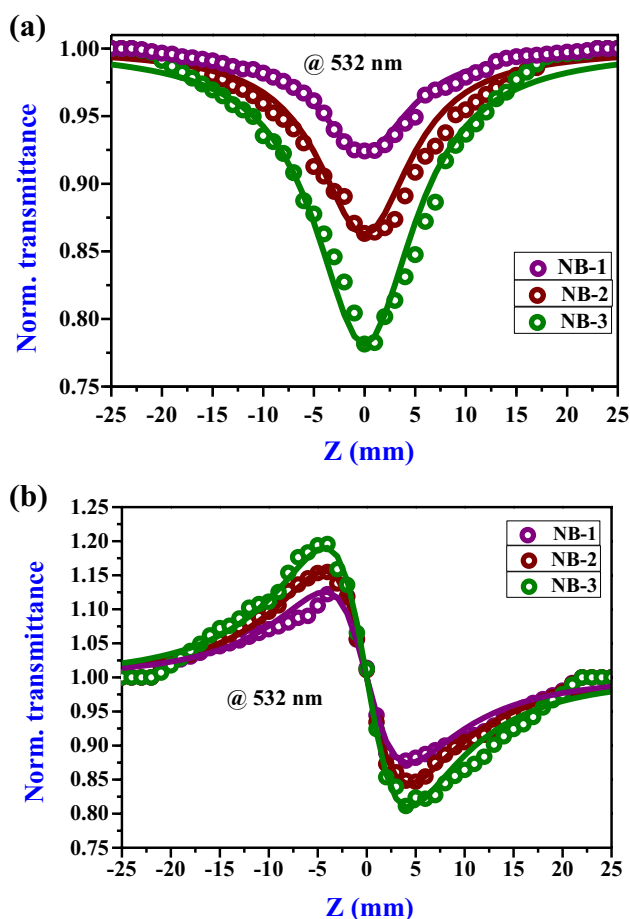 (a)
1.00
0.95
0.90
0.85
0.80
0.75
Norm. transmittance
@ 532 nm
NB-1
NB-2
NB-3
-25 -20 -15 -10 -5 0 5 10 15 20 25
Z (mm)
(b)
1.25
1.20
1.15
1.10
1.05
1.00
0.95
0.90
0.85
0.80
0.75
Norm. transmittance
NB-1
NB-2
NB-3
@ 532 nm
-25 -20 -15 -10 -5 0 5 10 15 20 25
Z (mm)